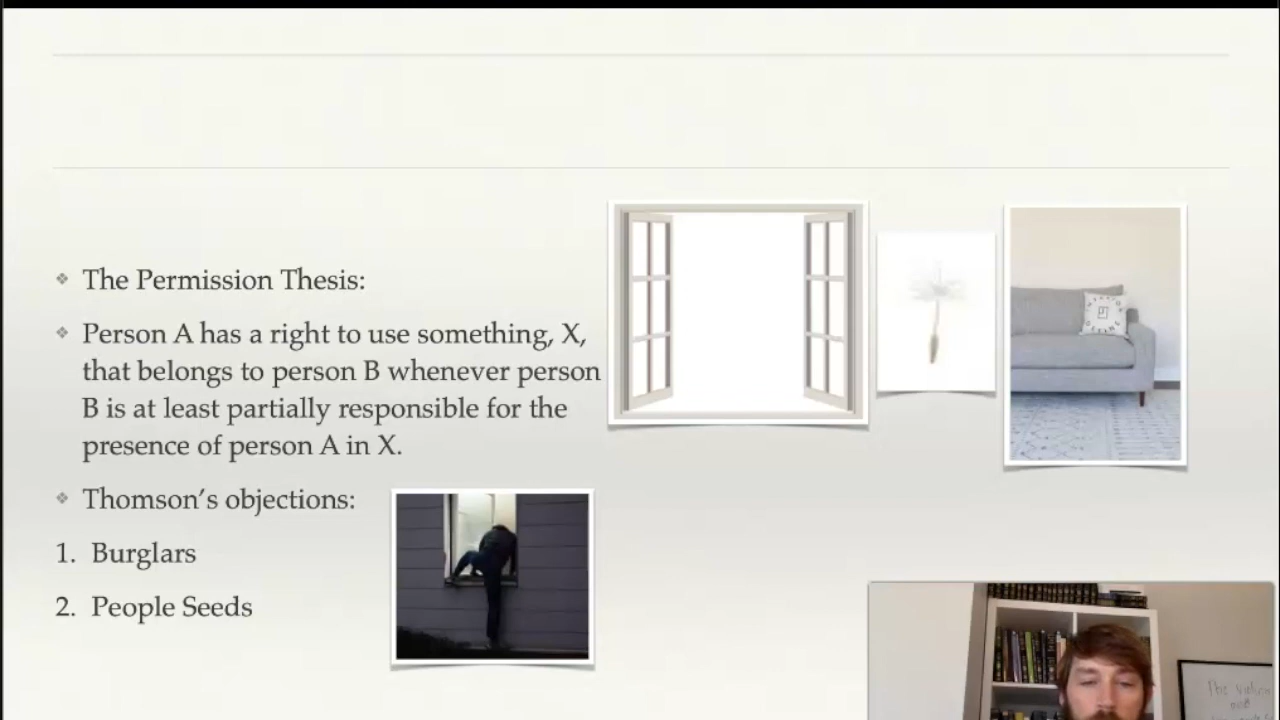 The Permission Thesis:
Person A has a right to use something, X,
that belongs to person B whenever person
B is at least partially responsible for the
presence of person A in X.
Thomson's objections:
1. Burglars
2. People Seeds